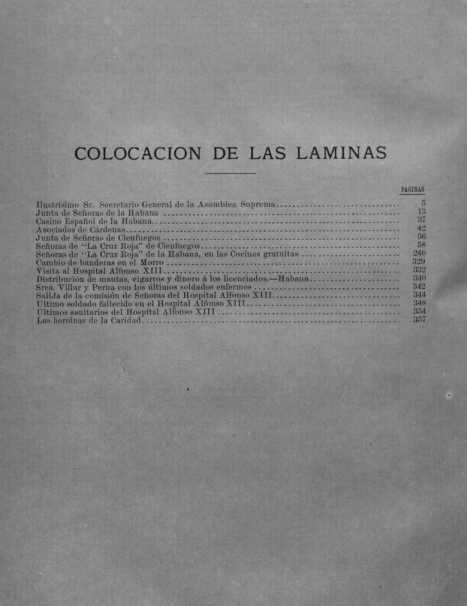 COLOCACION DE LAS LAMINAS
PAGINAS
Ilustrísimo Sr. Secretario General de la Asamblea Suprema 5
Junta de Señoras de la Habana 13
Casino Español de la Habana 37
Asociados de Cárdenas 42
Junta de Señoras de Cienfuegos 56
Señoras de "La Cruz Roja" de Cienfuegos 58
Señoras de "La Cruz Roja" de la Habana, en las Cocinas gratuitas 240
Cambio de banderas en el Morro 329
Visita al Hospital Alfonso XIII 332
Distribución de mantas, cigarros y dinero á los licenciados.—Habana 340
Sres. Villar y Perna con los últimos soldados enfermos 342
Salida de la comisión de Señoras del Hospital Alfonso XIII 344
Ultimo soldado fallecido en el Hospital Alfonso XIII 348
Ultimos sanitarios del Hospital Alfonso XIII 354
Las heroínas de la Caridad 357